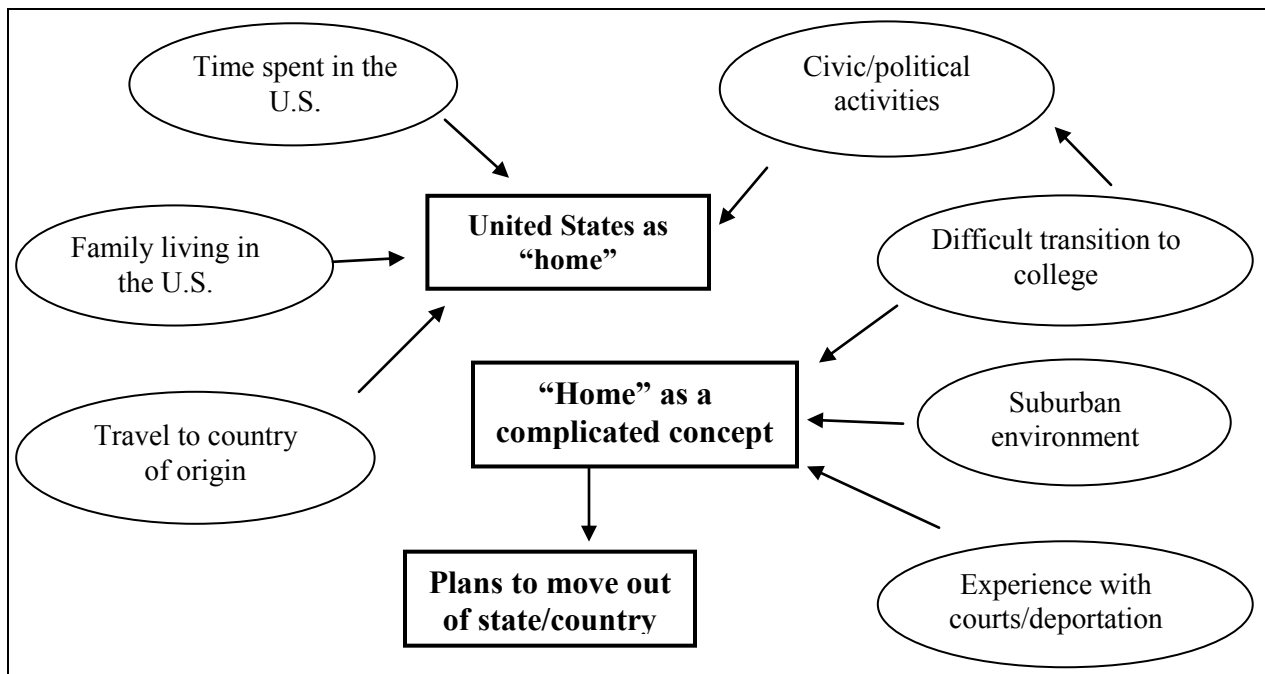 Time spent in the
U.S.
Civic/political
activities
United States as
“home”
Family living in
the U.S.
Difficult transition to
college
“Home” as a
complicated concept
Suburban
environment
Travel to country
of origin
Plans to move out
of state/country
Experience with
courts/deportation